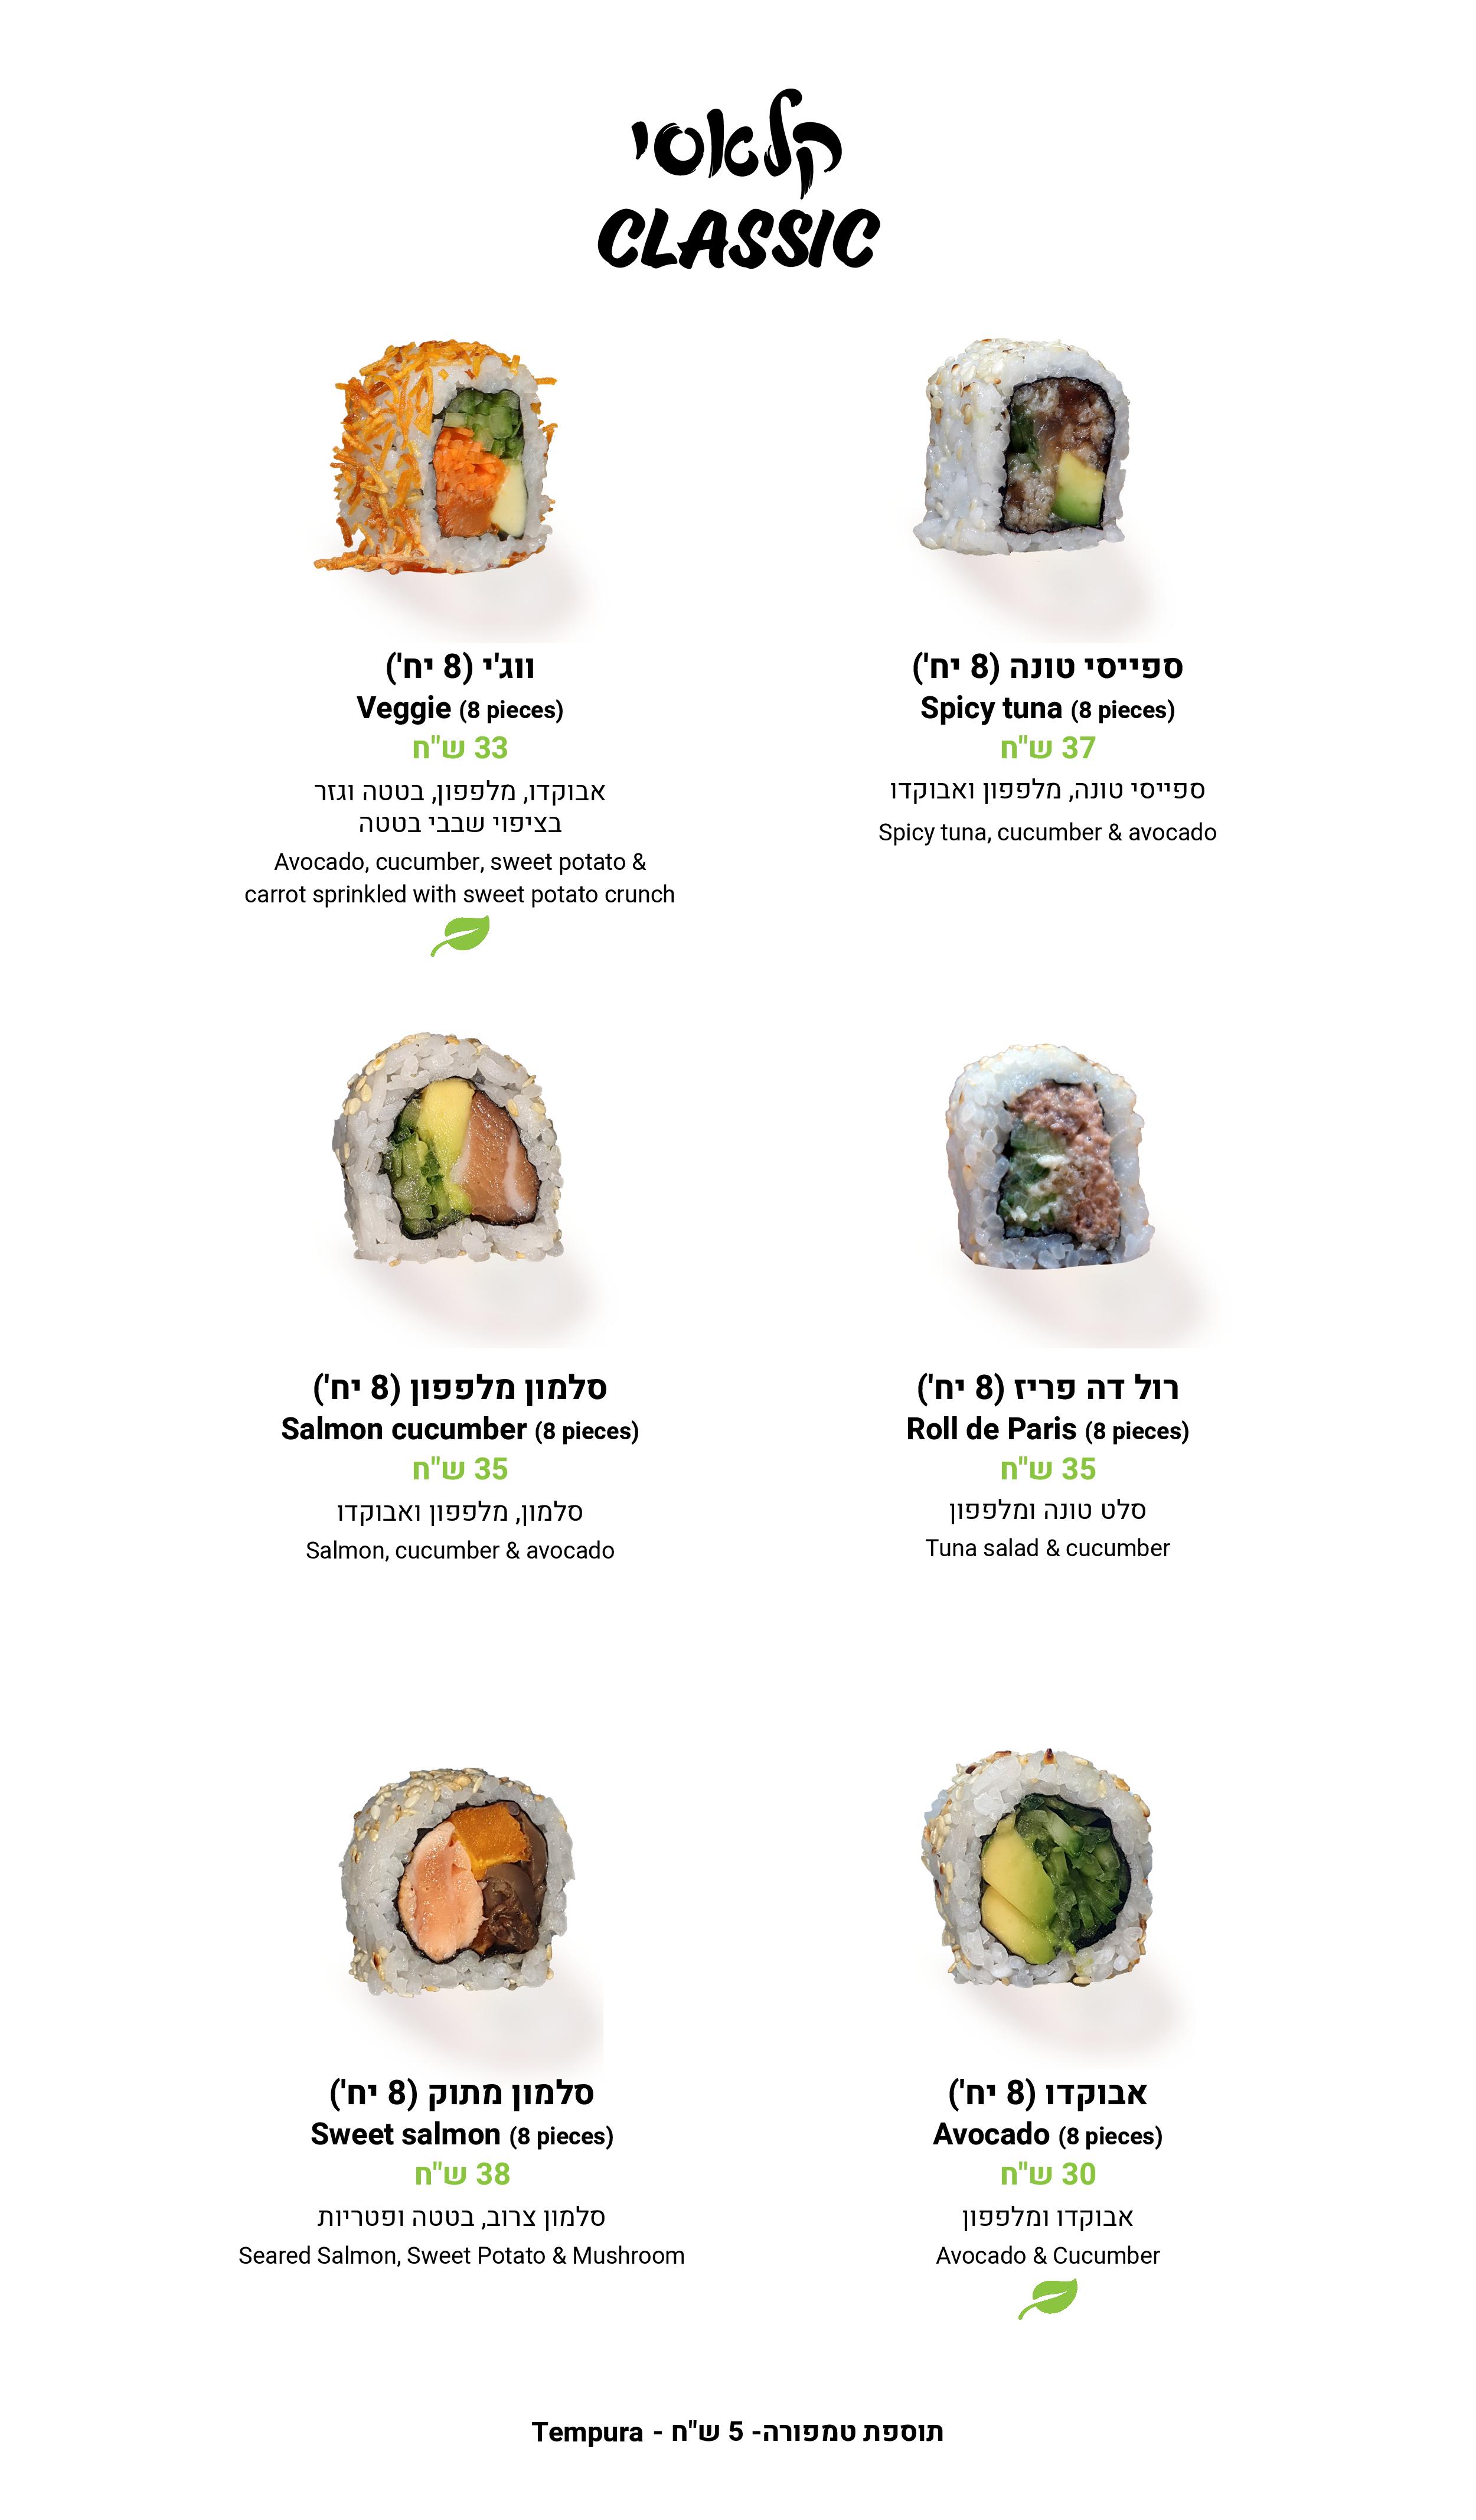 קלאסי
CLASSIC
ווג'י (8 יח')
Veggie (8 pieces)
33 ש"ח
אבוקדו, מלפפון, בטטה וגזר
בציפוי שבבי בטטה
Avocado, cucumber, sweet potato &
carrot sprinkled with sweet potato crunch
ספייסי טונה (8 יח')
Spicy tuna (8 pieces)
37 ש"ח
ספייסי טונה, מלפפון ואבוקדו
Spicy tuna, cucumber & avocado
סלמון מלפפון (8 יח')
Salmon cucumber (8 pieces)
35 ש"ח
סלמון, מלפפון ואבוקדו
Salmon, cucumber & avocado
רול דה פריז (8 יח')
Roll de Paris (8 pieces)
35 ש"ח
סלט טונה ומלפפון
Tuna salad & cucumber
סלמון מתוק (8 יח')
Sweet salmon (8 pieces)
38 ש"ח
סלמון צרוב, בטטה ופטריות
Seared Salmon, Sweet Potato & Mushroom
אבוקדו (8 יח')
Avocado (8 pieces)
30 ש"ח
אבוקדו ומלפפון
Avocado & Cucumber
תוספת טמפורה- 5 ש"ח - Tempura